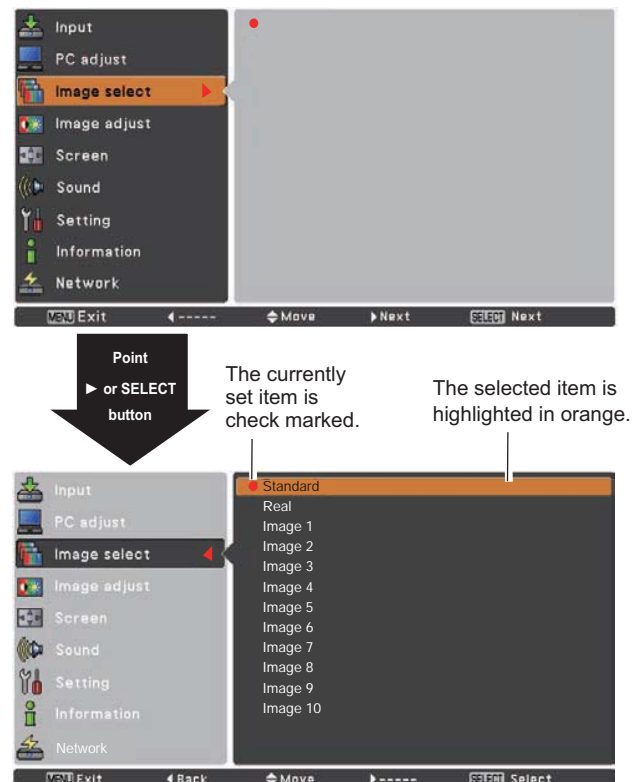 Input
PC adjust
Image select
Image adjust
Screen
Sound
Setting
Information
Network
MENU Exit ◀----- Move ▶Next SELECT Next
Point
► or SELECT
button
The currently
set item is
check marked.
The selected item is
highlighted in orange.
Input
PC adjust
Image select
Image adjust
Screen
Sound
Setting
Information
Network
Standard
Real
Image 1
Image 2
Image 3
Image 4
Image 5
Image 6
Image 7
Image 8
Image 9
Image 10
MENU Exit ◀Back Move ▶----- SELECT Select